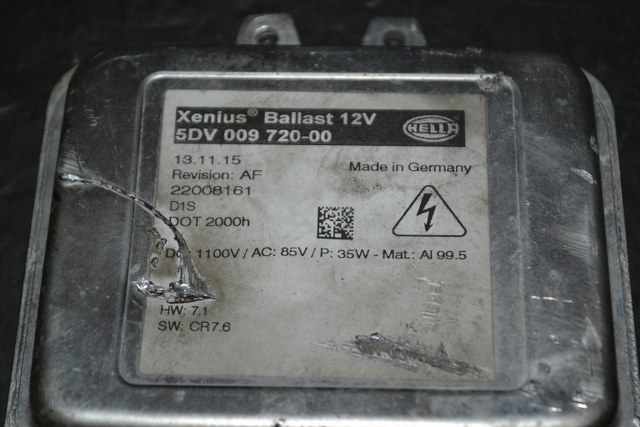 Xenius® Ballast 12V
5DV 009 720-00
HELLA
13.11.15
Made in Germany
Revision: AF
22008161
D1S
DOT 2000h
1100V / AC: 85V / P: 35W - Mat.: Al 99.5
HW: 7.1
SW: CR7.6